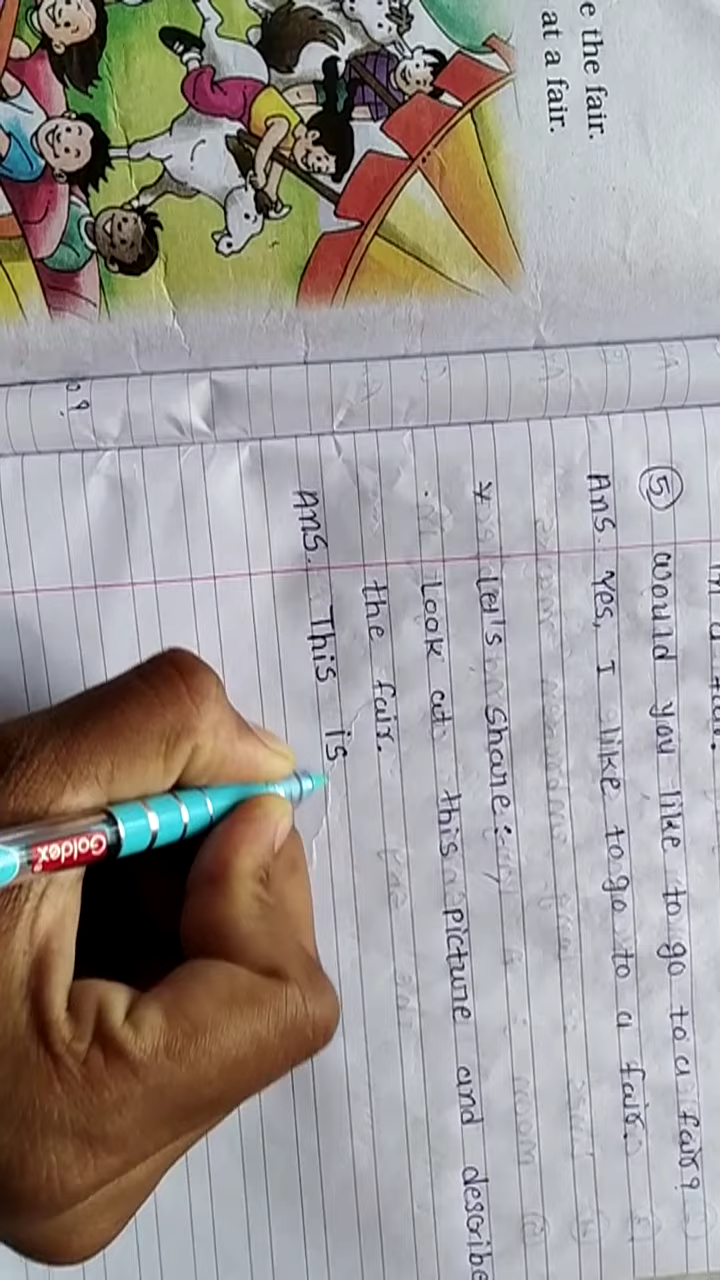 e the fair.
at a fair.
⑤ would you like to go to a fair?
Ans. Yes, I like to go to a fair.
* Let's share:
Look at this picture and describe
the fair.
Ans. This is
Goldex